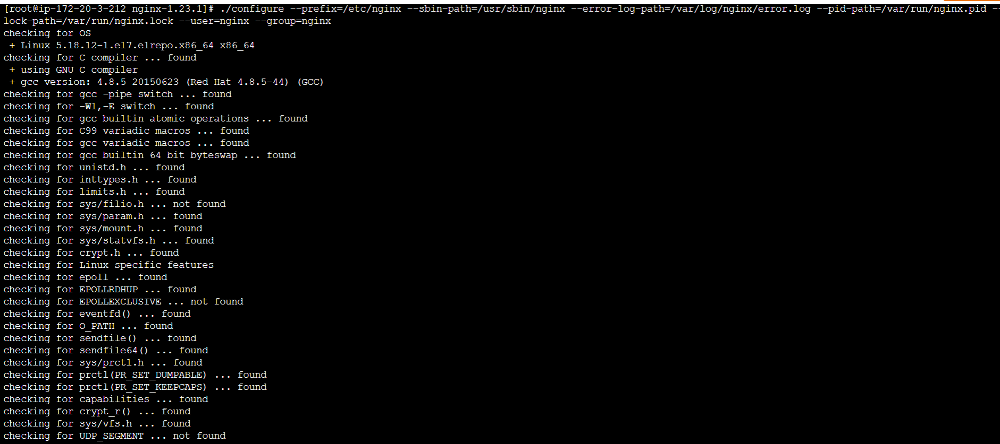 [root@ip-172-20-3-212 nginx-1.23.1]# ./configure --prefix=/etc/nginx --sbin-path=/usr/sbin/nginx --error-log-path=/var/log/nginx/error.log --pid-path=/var/run/nginx.pid --
lock-path=/var/run/nginx.lock --user=nginx --group=nginx
checking for OS
 + Linux 5.18.12-1.el7.elrepo.x86_64 x86_64
checking for C compiler ... found
 + using GNU C compiler
 + gcc version: 4.8.5 20150623 (Red Hat 4.8.5-44) (GCC)
checking for gcc -pipe switch ... found
checking for -Wl,-E switch ... found
checking for gcc builtin atomic operations ... found
checking for C99 variadic macros ... found
checking for gcc variadic macros ... found
checking for gcc builtin 64 bit byteswap ... found
checking for unistd.h ... found
checking for inttypes.h ... found
checking for limits.h ... found
checking for sys/filio.h ... not found
checking for sys/param.h ... found
checking for sys/mount.h ... found
checking for sys/statvfs.h ... found
checking for crypt.h ... found
checking for Linux specific features
checking for epoll ... found
checking for EPOLLRDHUP ... found
checking for EPOLLEXCLUSIVE ... not found
checking for eventfd() ... found
checking for O_PATH ... found
checking for sendfile() ... found
checking for sendfile64() ... found
checking for sys/prctl.h ... found
checking for prctl(PR_SET_DUMPABLE) ... found
checking for prctl(PR_SET_KEEPCAPS) ... found
checking for capabilities ... found
checking for crypt_r() ... found
checking for sys/vfs.h ... found
checking for UDP_SEGMENT ... not found